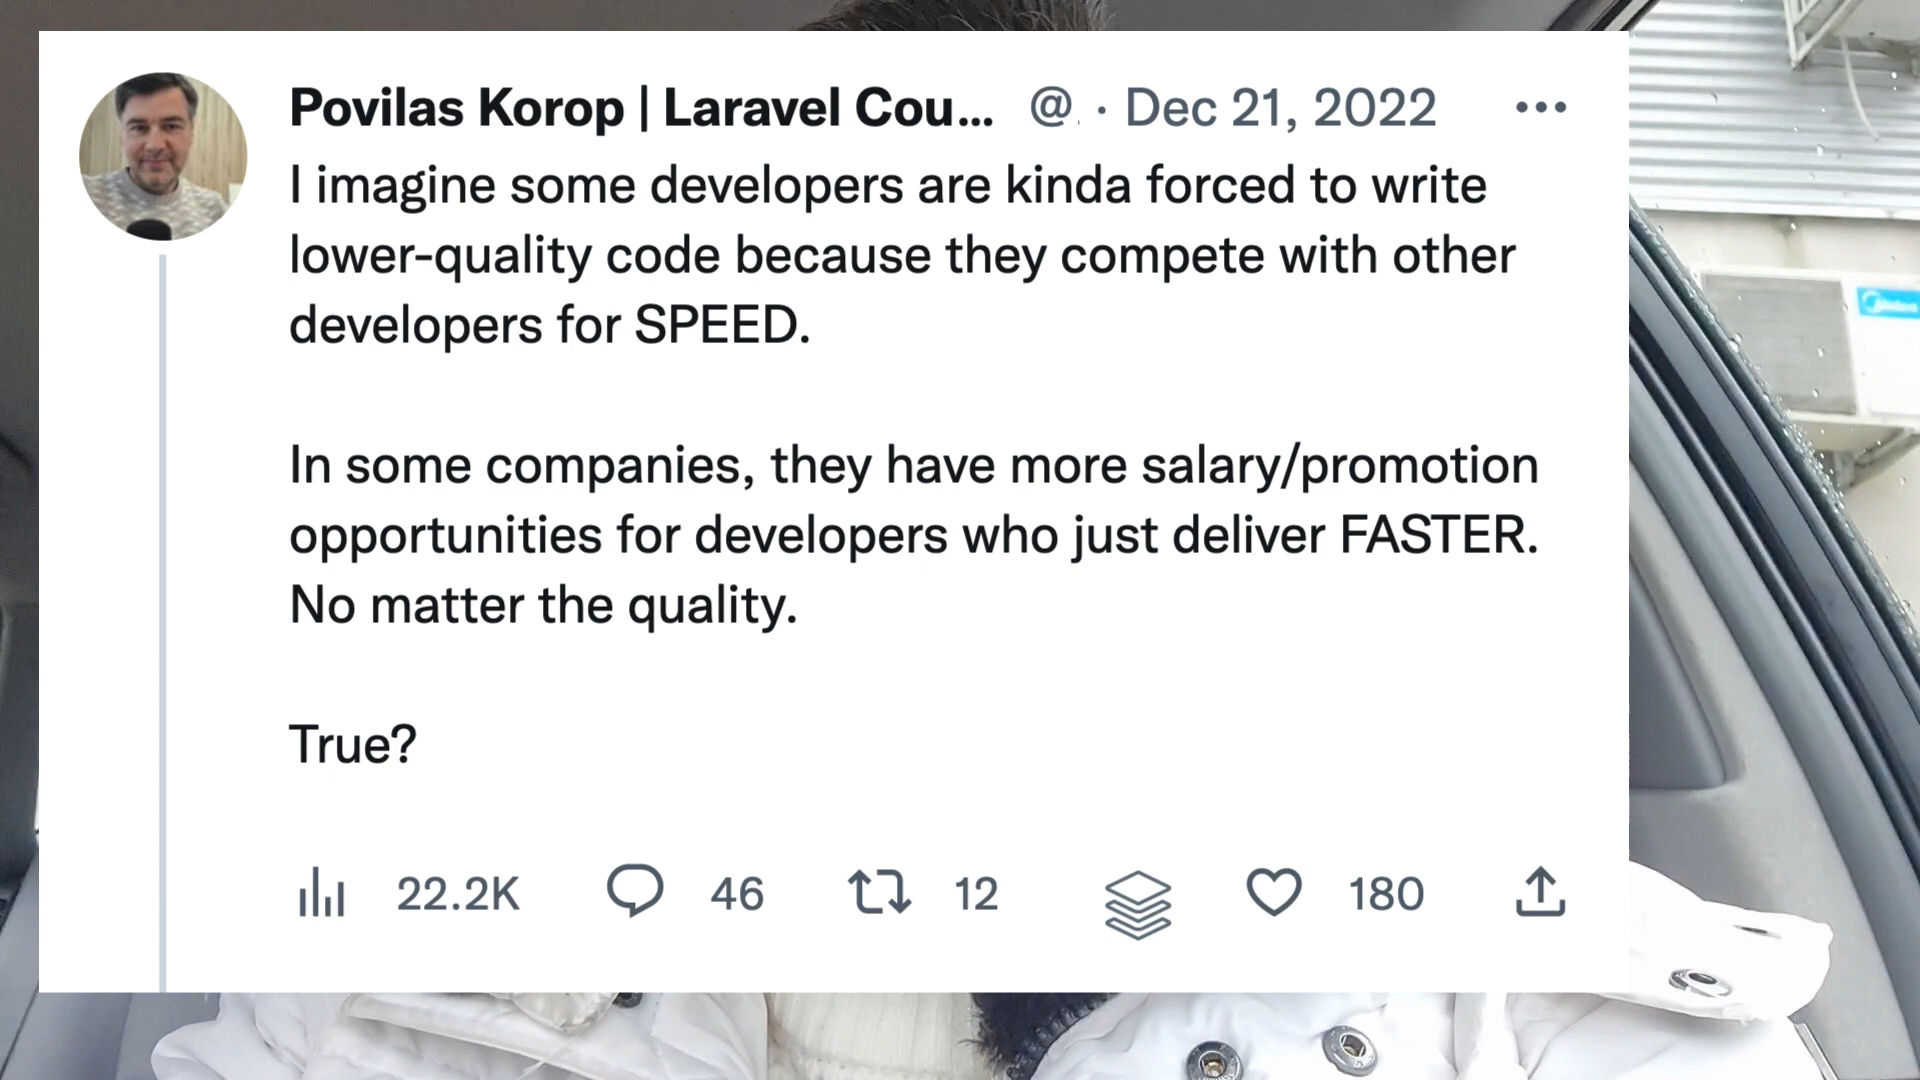 Povilas Korop | Laravel Cou... @ · Dec 21, 2022
I imagine some developers are kinda forced to write
lower-quality code because they compete with other
developers for SPEED.
In some companies, they have more salary/promotion
opportunities for developers who just deliver FASTER.
No matter the quality.
True?
22.2K 46 12 180